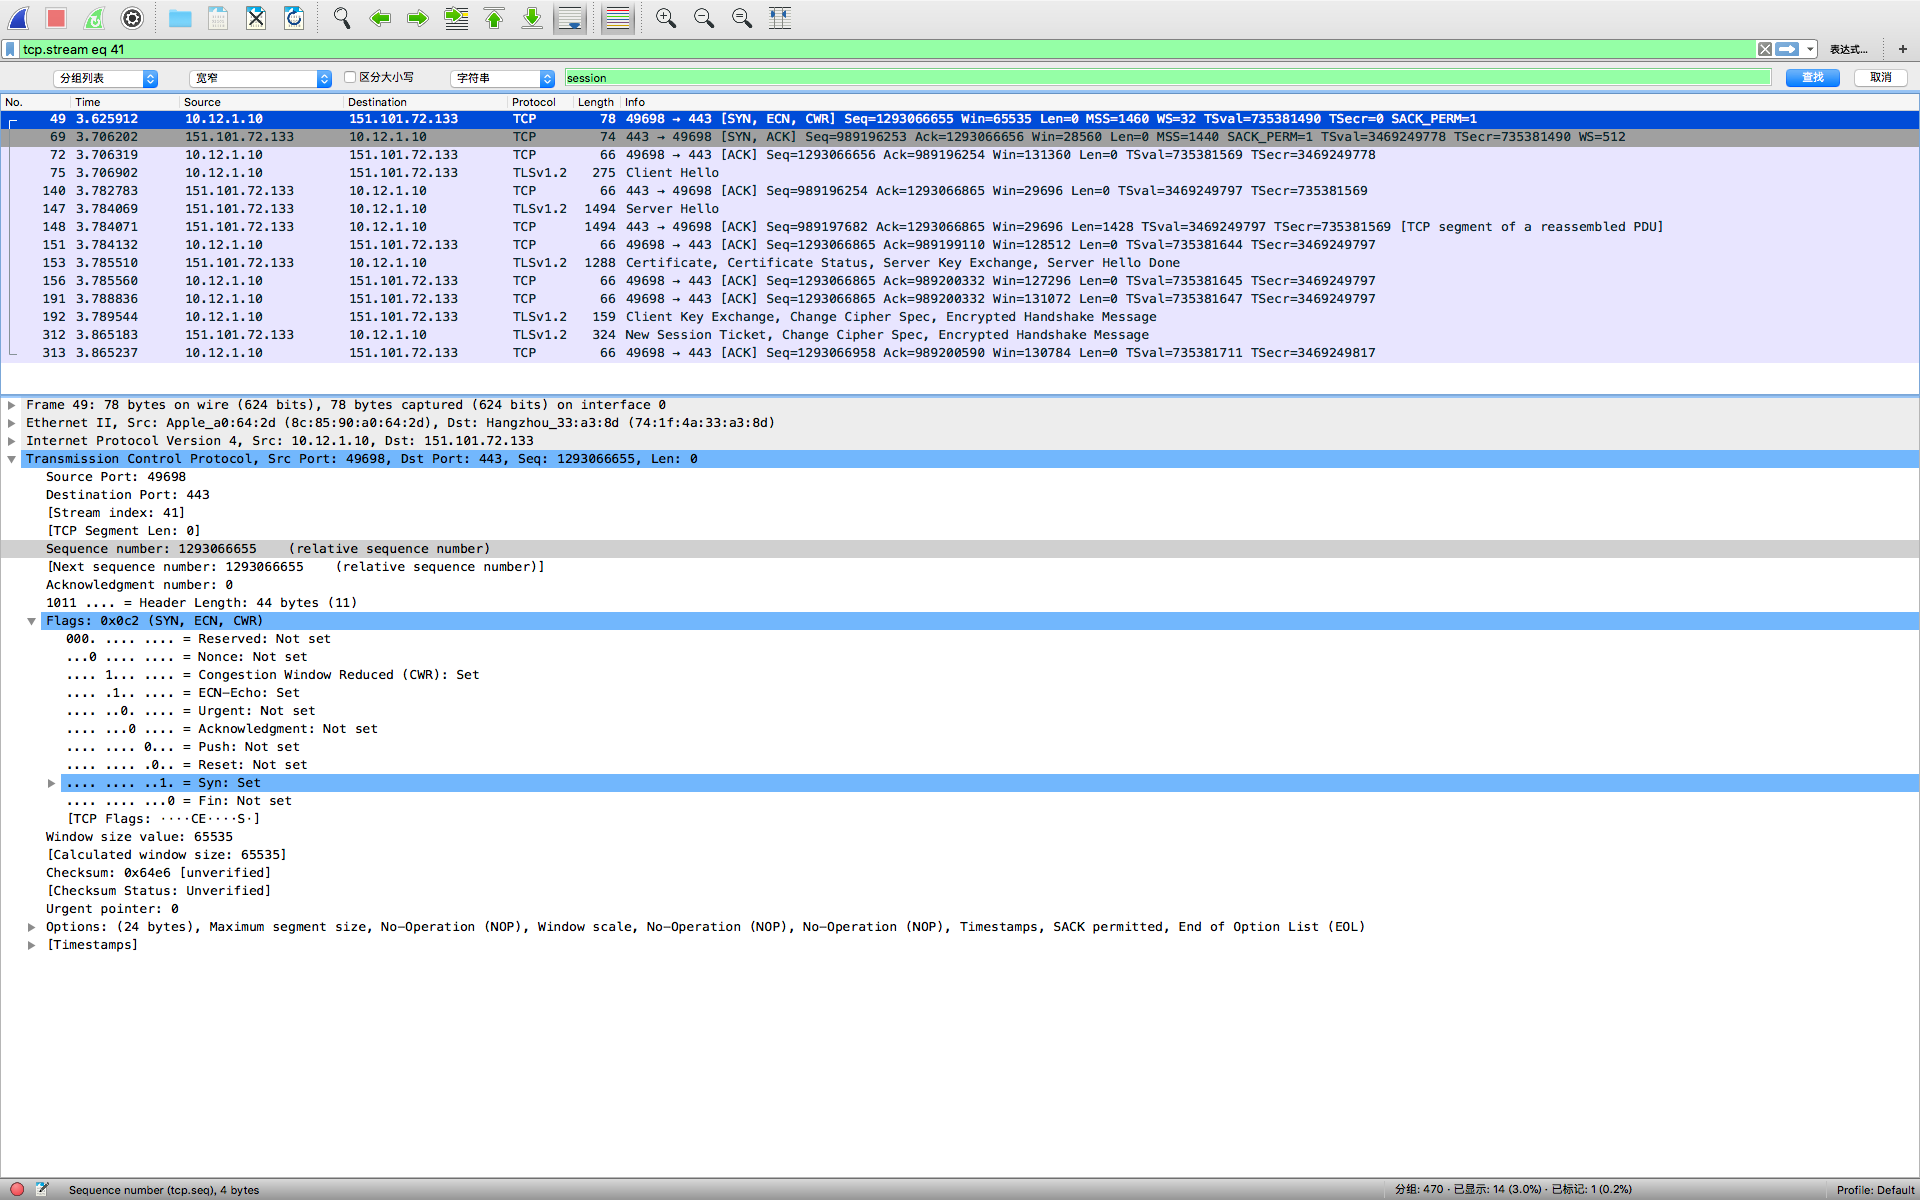 tcp.stream eq 41
表达式…
+
分组列表 宽窄 区分大小写 字符串 session 查找 取消
No. Time Source Destination Protocol Length Info
49 3.625912 10.12.1.10 151.101.72.133 TCP 78 49698 → 443 [SYN, ECN, CWR] Seq=1293066655 Win=65535 Len=0 MSS=1460 WS=32 TSval=735381490 TSecr=0 SACK_PERM=1
69 3.706202 151.101.72.133 10.12.1.10 TCP 74 443 → 49698 [SYN, ACK] Seq=989196253 Ack=1293066656 Win=28560 Len=0 MSS=1440 SACK_PERM=1 TSval=3469249778 TSecr=735381490 WS=512
72 3.706319 10.12.1.10 151.101.72.133 TCP 66 49698 → 443 [ACK] Seq=1293066656 Ack=989196254 Win=131360 Len=0 TSval=735381569 TSecr=3469249778
75 3.706902 10.12.1.10 151.101.72.133 TLSv1.2 275 Client Hello
140 3.782783 151.101.72.133 10.12.1.10 TCP 66 443 → 49698 [ACK] Seq=989196254 Ack=1293066865 Win=29696 Len=0 TSval=3469249797 TSecr=735381569
147 3.784069 151.101.72.133 10.12.1.10 TLSv1.2 1494 Server Hello
148 3.784071 151.101.72.133 10.12.1.10 TCP 1494 443 → 49698 [ACK] Seq=989197682 Ack=1293066865 Win=29696 Len=1428 TSval=3469249797 TSecr=735381569 [TCP segment of a reassembled PDU]
151 3.784132 10.12.1.10 151.101.72.133 TCP 66 49698 → 443 [ACK] Seq=1293066865 Ack=989199110 Win=128512 Len=0 TSval=735381644 TSecr=3469249797
153 3.785510 151.101.72.133 10.12.1.10 TLSv1.2 1288 Certificate, Certificate Status, Server Key Exchange, Server Hello Done
156 3.785560 10.12.1.10 151.101.72.133 TCP 66 49698 → 443 [ACK] Seq=1293066865 Ack=989200332 Win=127296 Len=0 TSval=735381645 TSecr=3469249797
191 3.788836 10.12.1.10 151.101.72.133 TCP 66 49698 → 443 [ACK] Seq=1293066865 Ack=989200332 Win=131072 Len=0 TSval=735381647 TSecr=3469249797
192 3.789544 10.12.1.10 151.101.72.133 TLSv1.2 159 Client Key Exchange, Change Cipher Spec, Encrypted Handshake Message
312 3.865183 151.101.72.133 10.12.1.10 TLSv1.2 324 New Session Ticket, Change Cipher Spec, Encrypted Handshake Message
313 3.865237 10.12.1.10 151.101.72.133 TCP 66 49698 → 443 [ACK] Seq=1293066958 Ack=989200590 Win=130784 Len=0 TSval=735381711 TSecr=3469249817
Frame 49: 78 bytes on wire (624 bits), 78 bytes captured (624 bits) on interface 0
Ethernet II, Src: Apple_a0:64:2d (8c:85:90:a0:64:2d), Dst: Hangzhou_33:a3:8d (74:1f:4a:33:a3:8d)
Internet Protocol Version 4, Src: 10.12.1.10, Dst: 151.101.72.133
Transmission Control Protocol, Src Port: 49698, Dst Port: 443, Seq: 1293066655, Len: 0
Source Port: 49698
Destination Port: 443
[Stream index: 41]
[TCP Segment Len: 0]
Sequence number: 1293066655 (relative sequence number)
[Next sequence number: 1293066655 (relative sequence number)]
Acknowledgment number: 0
1011 .... = Header Length: 44 bytes (11)
Flags: 0x0c2 (SYN, ECN, CWR)
000. .... .... = Reserved: Not set
...0 .... .... = Nonce: Not set
.... 1... .... = Congestion Window Reduced (CWR): Set
.... .1.. .... = ECN-Echo: Set
.... ..0. .... = Urgent: Not set
.... ...0 .... = Acknowledgment: Not set
.... .... 0... = Push: Not set
.... .... .0.. = Reset: Not set
.... .... ..1. = Syn: Set
.... .... ...0 = Fin: Not set
[TCP Flags: ····CE····S·]
Window size value: 65535
[Calculated window size: 65535]
Checksum: 0x64e6 [unverified]
[Checksum Status: Unverified]
Urgent pointer: 0
Options: (24 bytes), Maximum segment size, No-Operation (NOP), Window scale, No-Operation (NOP), No-Operation (NOP), Timestamps, SACK permitted, End of Option List (EOL)
[Timestamps]
Sequence number (tcp.seq), 4 bytes
分组: 470 · 已显示: 14 (3.0%) · 已标记: 1 (0.2%)
Profile: Default